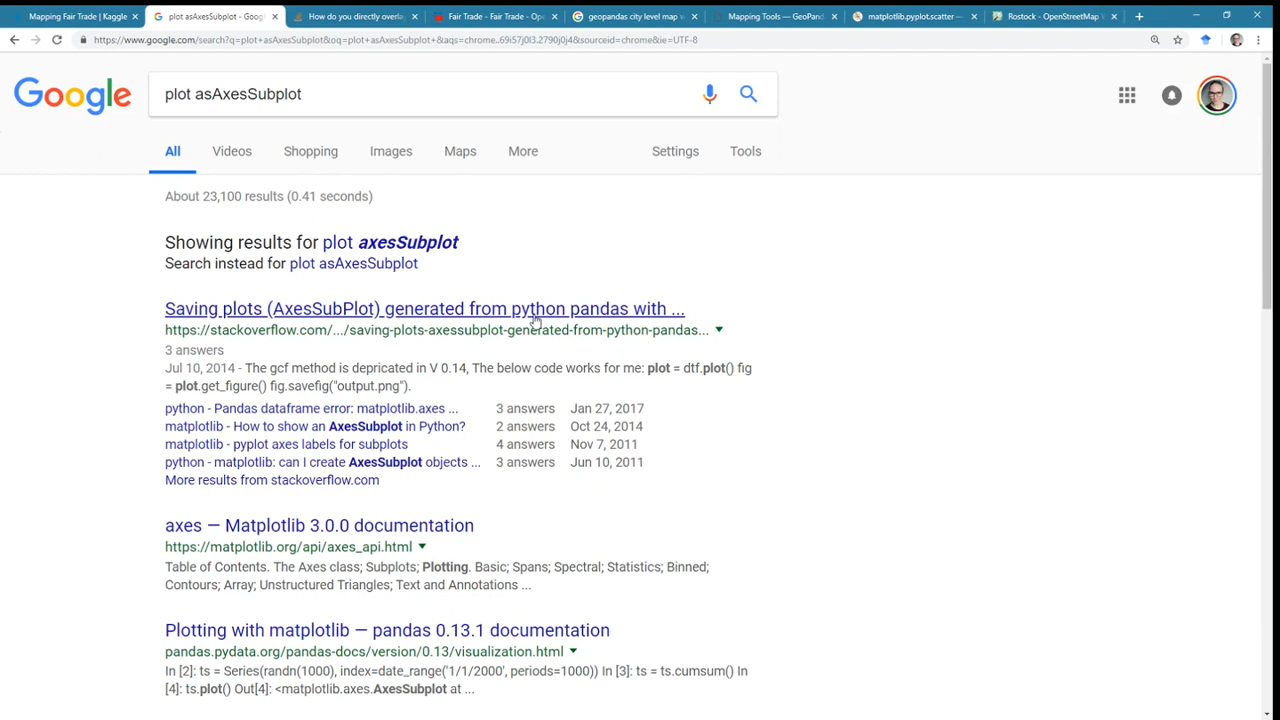 Mapping Fair Trade | Kaggle
plot asAxesSubplot - Goog
How do you directly overlay
Fair Trade - Fair Trade - Ope
geopandas city level map w
Mapping Tools — GeoPand
matplotlib.pyplot.scatter —
Rostock - OpenStreetMap W
https://www.google.com/search?q=plot+asAxesSubplot&oq=plot+asAxesSubplot+&aqs=chrome..69i57j0l3.2790j0j4&sourceid=chrome&ie=UTF-8
Google
plot asAxesSubplot
All
Videos
Shopping
Images
Maps
More
Settings
Tools
About 23,100 results (0.41 seconds)
Showing results for plot axesSubplot
Search instead for plot asAxesSubplot
Saving plots (AxesSubPlot) generated from python pandas with ...
https://stackoverflow.com/.../saving-plots-axessubplot-generated-from-python-pandas...
3 answers
Jul 10, 2014 - The gcf method is depricated in V 0.14, The below code works for me: plot = dtf.plot() fig
= plot.get_figure() fig.savefig("output.png").
python - Pandas dataframe error: matplotlib.axes ... 3 answers Jan 27, 2017
matplotlib - How to show an AxesSubplot in Python? 2 answers Oct 24, 2014
matplotlib - pyplot axes labels for subplots 4 answers Nov 7, 2011
python - matplotlib: can I create AxesSubplot objects ... 3 answers Jun 10, 2011
More results from stackoverflow.com
axes — Matplotlib 3.0.0 documentation
https://matplotlib.org/api/axes_api.html
Table of Contents. The Axes class; Subplots; Plotting. Basic; Spans; Spectral; Statistics; Binned;
Contours; Array; Unstructured Triangles; Text and Annotations ...
Plotting with matplotlib — pandas 0.13.1 documentation
pandas.pydata.org/pandas-docs/version/0.13/visualization.html
In [2]: ts = Series(randn(1000), index=date_range('1/1/2000', periods=1000)) In [3]: ts = ts.cumsum() In
[4]: ts.plot() Out[4]: <matplotlib.axes.AxesSubplot at ...